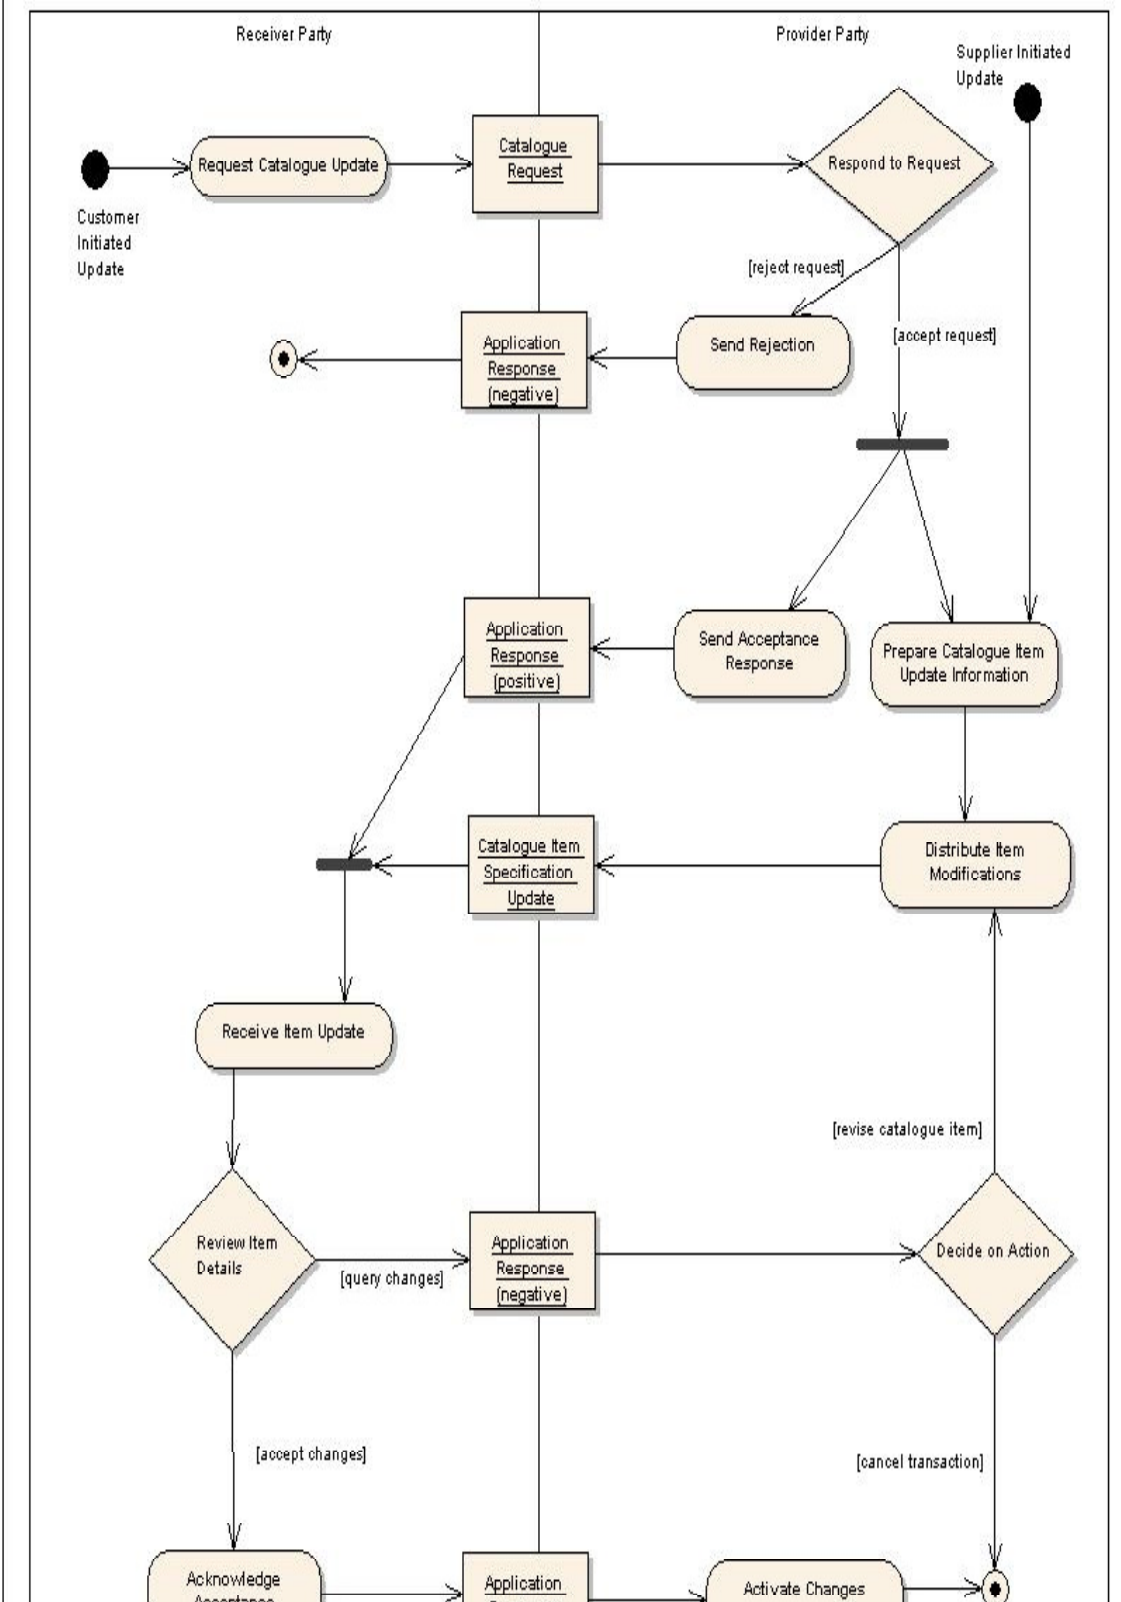 Receiver Party
Provider Party
Supplier Initiated
Update
Customer
Initiated
Update
Request Catalogue Update
Catalogue
Request
Respond to Request
[reject request]
[accept request]
Send Rejection
Application
Response
(negative)
Send Acceptance
Response
Prepare Catalogue Item
Update Information
Application
Response
(positive)
Distribute Item
Modifications
Catalogue Item
Specification
Update
Receive Item Update
[revise catalogue item]
Review Item
Details
[query changes]
Application
Response
(negative)
Decide on Action
[accept changes]
[cancel transaction]
Acknowledge
Acceptance
Application
Activate Changes